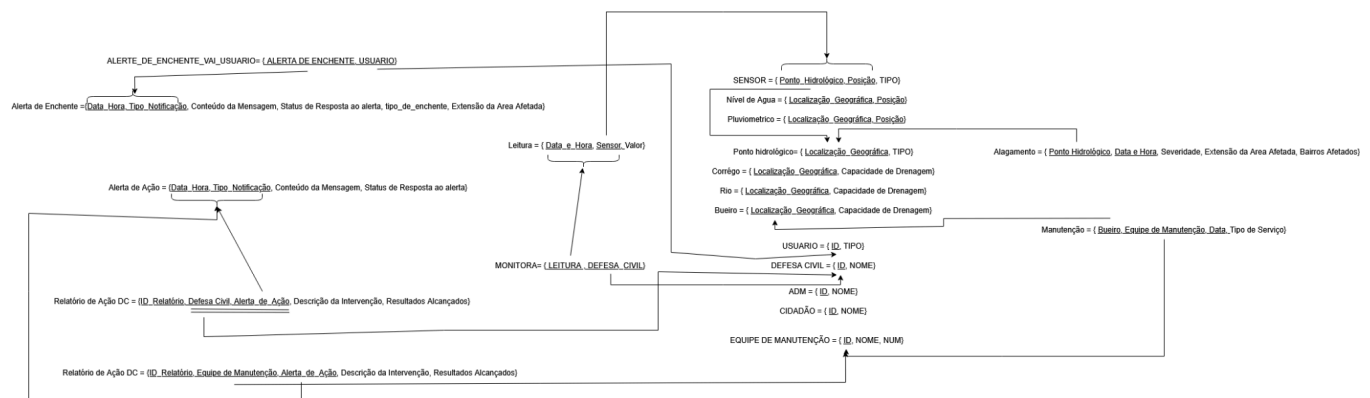 ALERTE_DE_ENCHENTE_VAI_USUARIO= { ALERTA DE ENCHENTE, USUARIO}
SENSOR = { Ponto_Hidrológico, Posição, TIPO}
Alerta de Enchente ={Data_Hora, Tipo_Notificação, Conteúdo da Mensagem, Status de Resposta ao alerta, tipo_de_enchente, Extensão da Area Afetada}
Nível de Agua = { Localização_Geográfica, Posição}
Pluviometrico = { Localização_Geográfica, Posição}
Leitura = { Data_e_Hora, Sensor, Valor}
Ponto hidrológico= { Localização_Geográfica, TIPO}
Alagamento = { Ponto Hidrológico, Data e Hora, Severidade, Extensão da Area Afetada, Bairros Afetados}
Corrêgo = { Localização_Geográfica, Capacidade de Drenagem}
Alerta de Ação = {Data_Hora, Tipo_Notificação, Conteúdo da Mensagem, Status de Resposta ao alerta}
Rio = { Localização_Geográfica, Capacidade de Drenagem}
Bueiro = { Localização_Geográfica, Capacidade de Drenagem}
Manutenção = { Bueiro, Equipe de Manutenção, Data, Tipo de Serviço}
USUARIO = { ID, TIPO}
MONITORA= { LEITURA , DEFESA_CIVIL}
DEFESA CIVIL = { ID, NOME}
ADM = { ID, NOME}
Relatório de Ação DC = {ID_Relatório, Defesa Civil, Alerta_de_Ação, Descrição da Intervenção, Resultados Alcançados}
CIDADÃO = { ID, NOME}
EQUIPE DE MANUTENÇÃO = { ID, NOME, NUM}
Relatório de Ação DC = {ID_Relatório, Equipe de Manutenção, Alerta_de_Ação, Descrição da Intervenção, Resultados Alcançados}